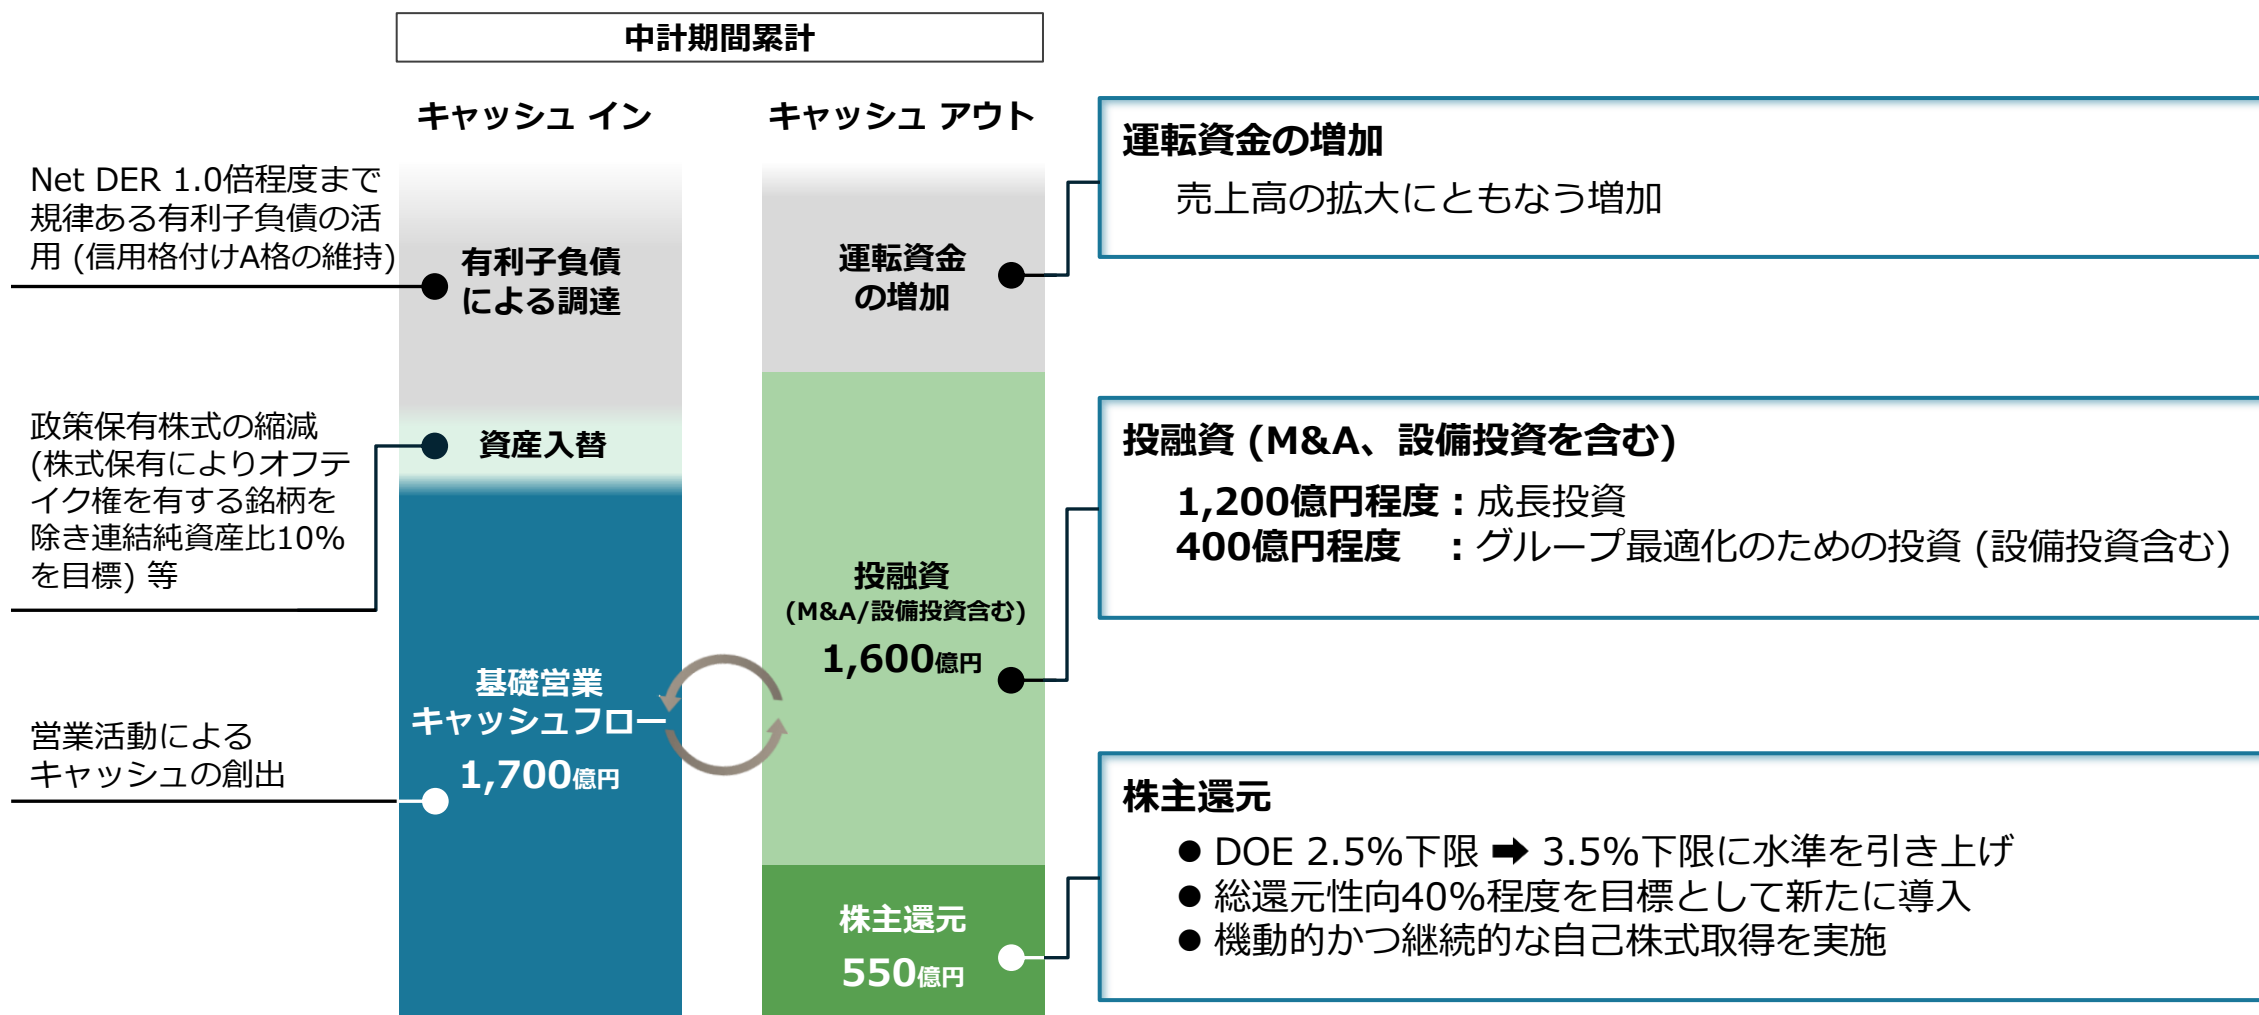 中計期間累計
キャッシュ イン
キャッシュ アウト
Net DER 1.0倍程度まで
規律ある有利子負債の活
用 (信用格付けA格の維持)
政策保有株式の縮減
(株式保有によりオフテ
イク権を有する銘柄を
除き連結純資産比10%
を目標) 等
営業活動による
キャッシュの創出
有利子負債
による調達
資産入替
基礎営業
キャッシュフロー
1,700億円
運転資金
の増加
投融資
(M&A/設備投資含む)
1,600億円
株主還元
550億円
運転資金の増加
売上高の拡大にともなう増加
投融資 (M&A、設備投資を含む)
1,200億円程度：成長投資
400億円程度　：グループ最適化のための投資 (設備投資含む)
株主還元
● DOE 2.5%下限 ➡ 3.5%下限に水準を引き上げ
● 総還元性向40%程度を目標として新たに導入
● 機動的かつ継続的な自己株式取得を実施